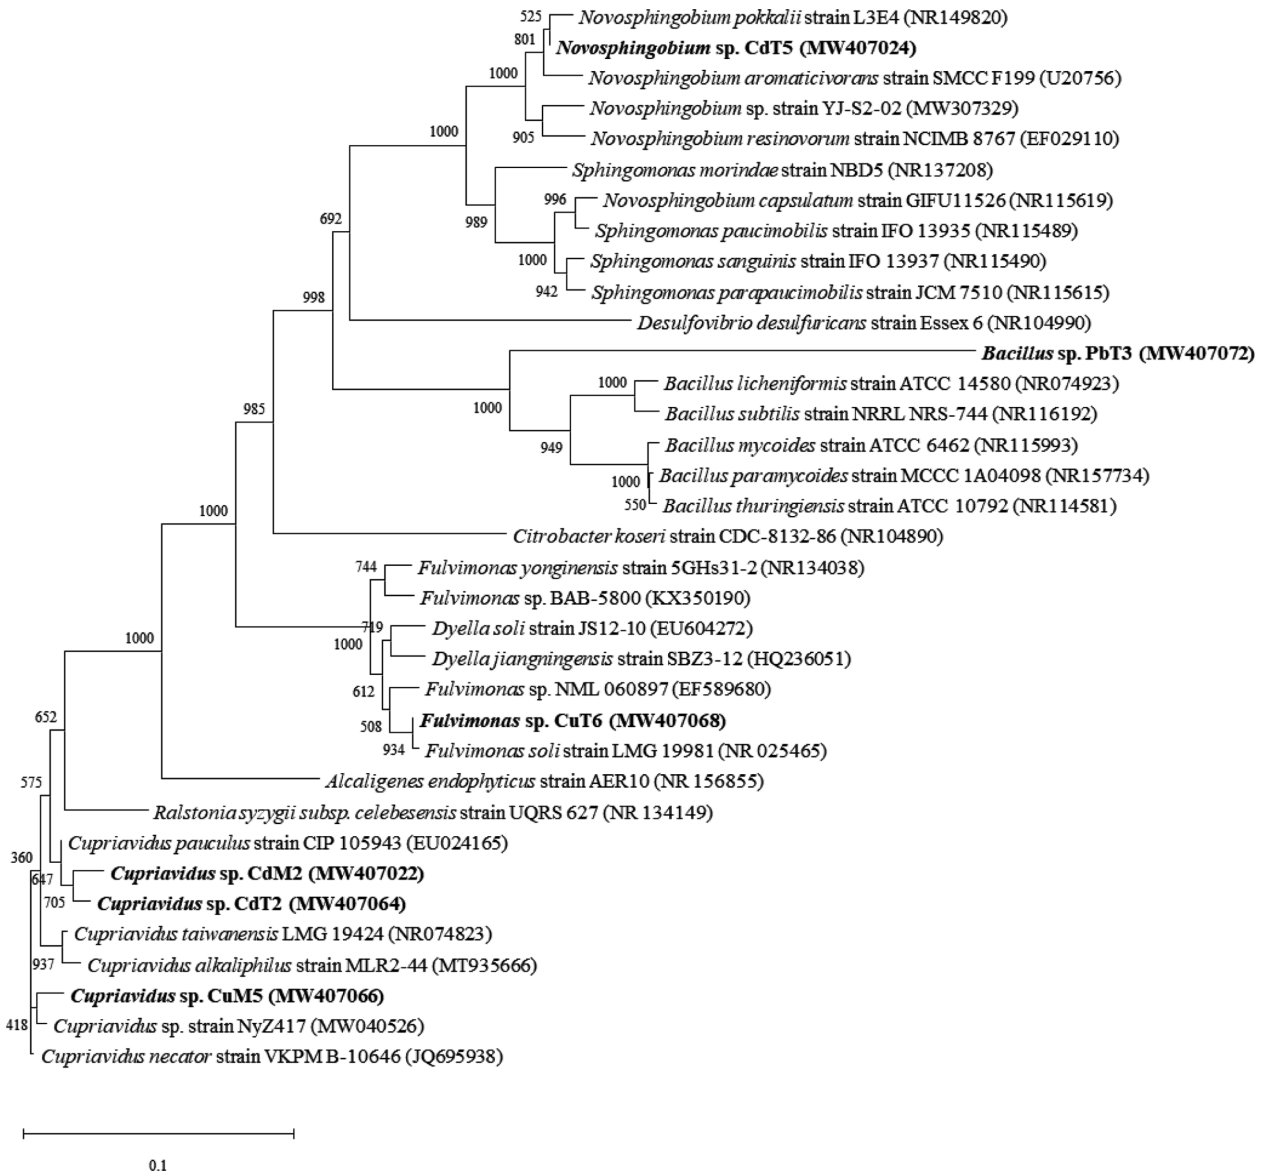 525
Novosphingobium pokkalii strain L3E4 (NR149820)
801
Novosphingobium sp. CdT5 (MW407024)
1000
Novosphingobium aromaticivorans strain SMCC F199 (U20756)
Novosphingobium sp. strain YJ-S2-02 (MW307329)
1000
905
Novosphingobium resinovorum strain NCIMB 8767 (EF029110)
Sphingomonas morindae strain NBD5 (NR137208)
996
Novosphingobium capsulatum strain GIFU11526 (NR115619)
692
989
Sphingomonas paucimobilis strain IFO 13935 (NR115489)
1000
Sphingomonas sanguinis strain IFO 13937 (NR115490)
942
Sphingomonas parapaucimobilis strain JCM 7510 (NR115615)
998
Desulfovibrio desulfuricans strain Essex 6 (NR104990)
Bacillus sp. PbT3 (MW407072)
1000
Bacillus licheniformis strain ATCC 14580 (NR074923)
985
1000
Bacillus subtilis strain NRRL NRS-744 (NR116192)
949
Bacillus mycoides strain ATCC 6462 (NR115993)
1000
Bacillus paramycoides strain MCCC 1A04098 (NR157734)
550
Bacillus thuringiensis strain ATCC 10792 (NR114581)
1000
Citrobacter koseri strain CDC-8132-86 (NR104890)
744
Fulvimonas yonginensis strain 5GHs31-2 (NR134038)
Fulvimonas sp. BAB-5800 (KX350190)
719
Dyella soli strain JS12-10 (EU604272)
1000
1000
Dyella jiangningensis strain SBZ3-12 (HQ236051)
612
Fulvimonas sp. NML 060897 (EF589680)
652
508
Fulvimonas sp. CuT6 (MW407068)
934
Fulvimonas soli strain LMG 19981 (NR 025465)
575
Alcaligenes endophyticus strain AER10 (NR 156855)
Ralstonia syzygii subsp. celebesensis strain UQRS 627 (NR 134149)
Cupriavidus pauculus strain CIP 105943 (EU024165)
360
647
Cupriavidus sp. CdM2 (MW407022)
705
Cupriavidus sp. CdT2 (MW407064)
Cupriavidus taiwanensis LMG 19424 (NR074823)
937
Cupriavidus alkaliphilus strain MLR2-44 (MT935666)
Cupriavidus sp. CuM5 (MW407066)
418
Cupriavidus sp. strain NyZ417 (MW040526)
Cupriavidus necator strain VKPM B-10646 (JQ695938)
0.1